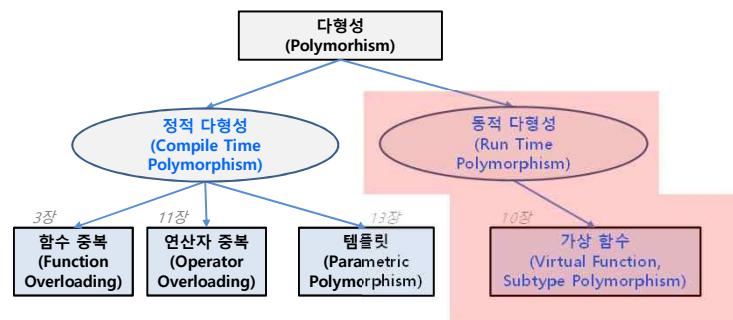 다형성
(Polymorhism)
정적 다형성
(Compile Time
Polymorphism)
동적 다형성
(Run Time
Polymorphism)
3장
11장
13장
10장
함수 중복
(Function
Overloading)
연산자 중복
(Operator
Overloading)
템플릿
(Parametric
Polymorphism)
가상 함수
(Virtual Function,
Subtype Polymorphism)